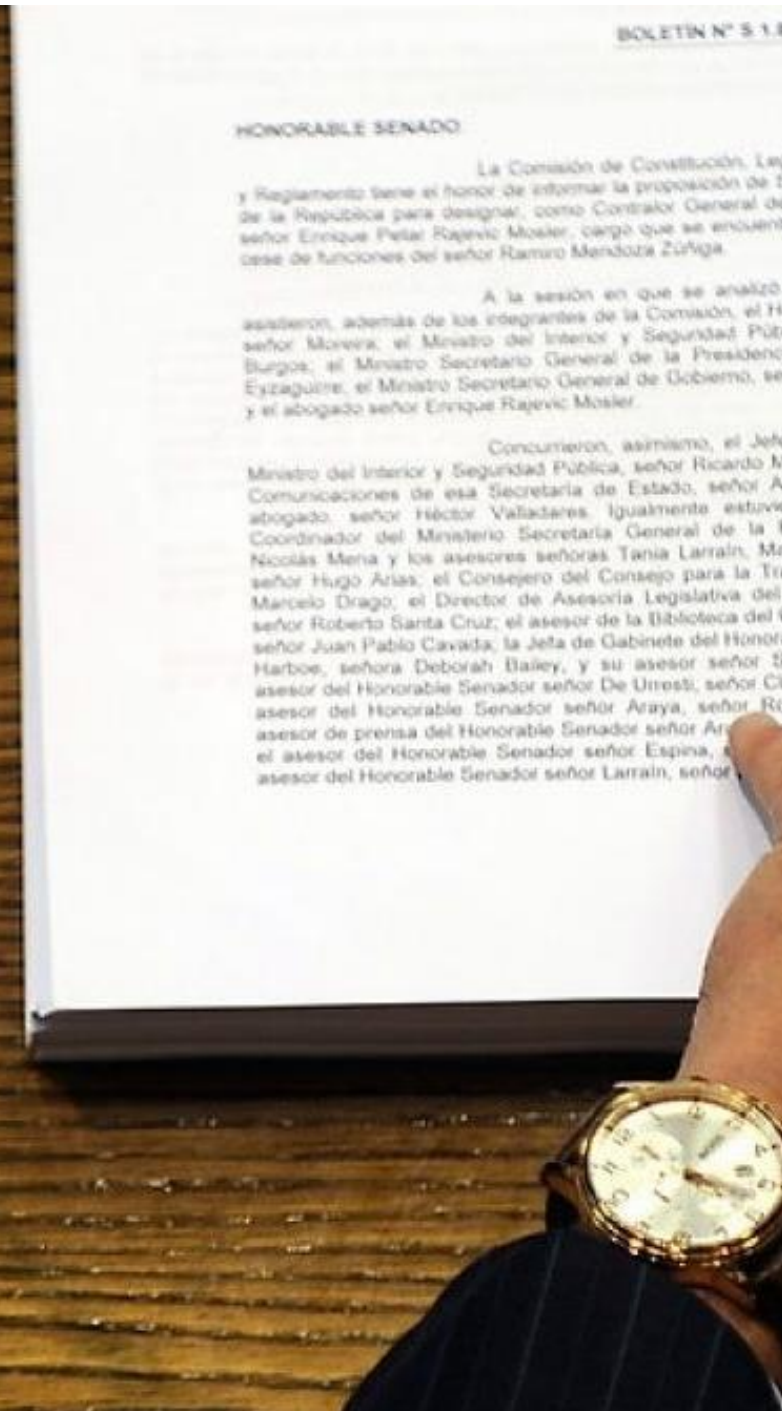 BOLETÍN N° S 1.8
HONORABLE SENADO:
La Comisión de Constitución, Leg
y Reglamento tiene el honor de informar la proposición de S
de la República para designar, como Contralor General de
señor Enrique Petar Rajevic Mosler, cargo que se encuent
cese de funciones del señor Ramiro Mendoza Zúñiga.
A la sesión en que se analizó
asistieron, además de los integrantes de la Comisión, el H
señor Moreira; el Ministro del Interior y Seguridad Púb
Burgos; el Ministro Secretario General de la Presidenc
Eyzaguirre; el Ministro Secretario General de Gobierno, se
y el abogado señor Enrique Rajevic Mosler.
Concurrieron, asimismo, el Jefe
Ministro del Interior y Seguridad Pública, señor Ricardo M
Comunicaciones de esa Secretaría de Estado, señor A
abogado, señor Héctor Valladares. Igualmente estuv
Coordinador del Ministerio Secretaría General de la
Nicolás Mena y los asesores señoras Tania Larraín, Ma
señor Hugo Arias; el Consejero del Consejo para la Tra
Marcelo Drago; el Director de Asesoría Legislativa del
señor Roberto Santa Cruz; el asesor de la Biblioteca del
señor Juan Pablo Cavada; la Jefa de Gabinete del Honor
Harboe, señora Deborah Bailey, y su asesor señor S
asesor del Honorable Senador señor De Urresti, señor C
asesor del Honorable Senador señor Araya, señor Ro
asesor de prensa del Honorable Senador señor Ar
el asesor del Honorable Senador señor Espina,
asesor del Honorable Senador señor Larraín, señor